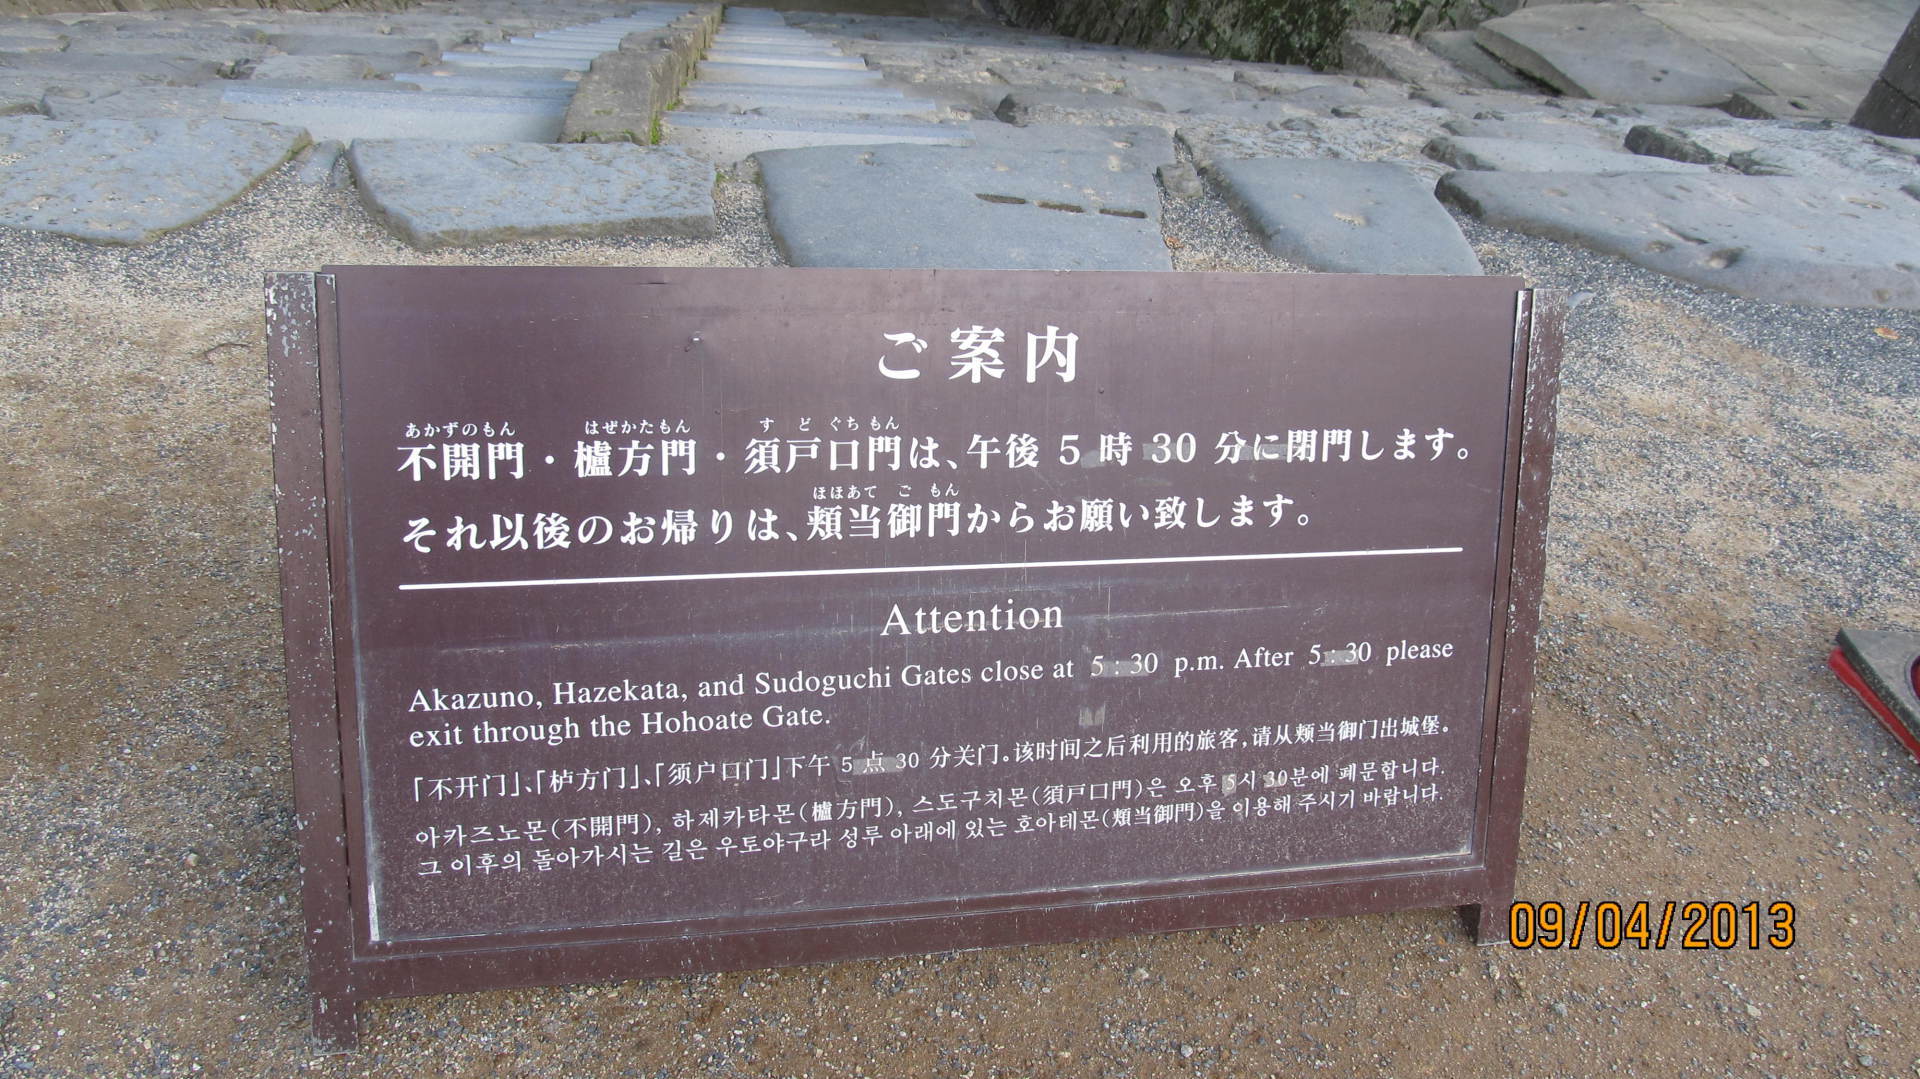 ご案内
あかずのもん はぜかたもん すどぐちもん
不開門・櫨方門・須戸口門は、午後 5 時 30 分に閉門します。
ほほあてごもん
それ以後のお帰りは、頬当御門からお願い致します。
Attention
Akazuno, Hazekata, and Sudoguchi Gates close at 5 : 30 p.m. After 5 : 30 please
exit through the Hohoate Gate.
「不开门」、「栌方门」、「须户口门」下午 5 点 30 分关门。该时间之后利用的旅客,请从颊当御门出城堡。
아카즈노몬(不開門), 하제카타몬(櫨方門), 스도구치몬(須戸口門)은 오후 5시 30분에 폐문합니다.
그 이후의 돌아가시는 길은 우토야구라 성루 아래에 있는 호아테몬(頬当御門)을 이용해 주시기 바랍니다.
09/04/2013